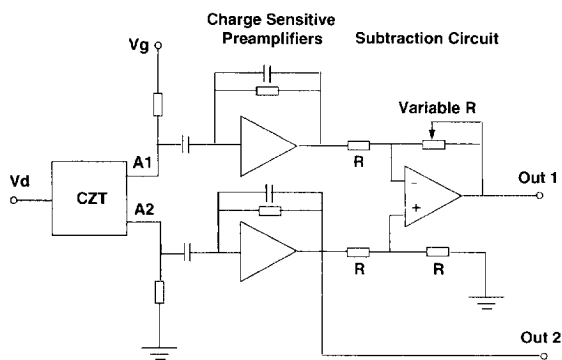 Charge Sensitive
Preamplifiers
Subtraction Circuit
Vg
Variable R
A1
R
Vd
CZT
A2
-
+
Out 1
R
R
Out 2